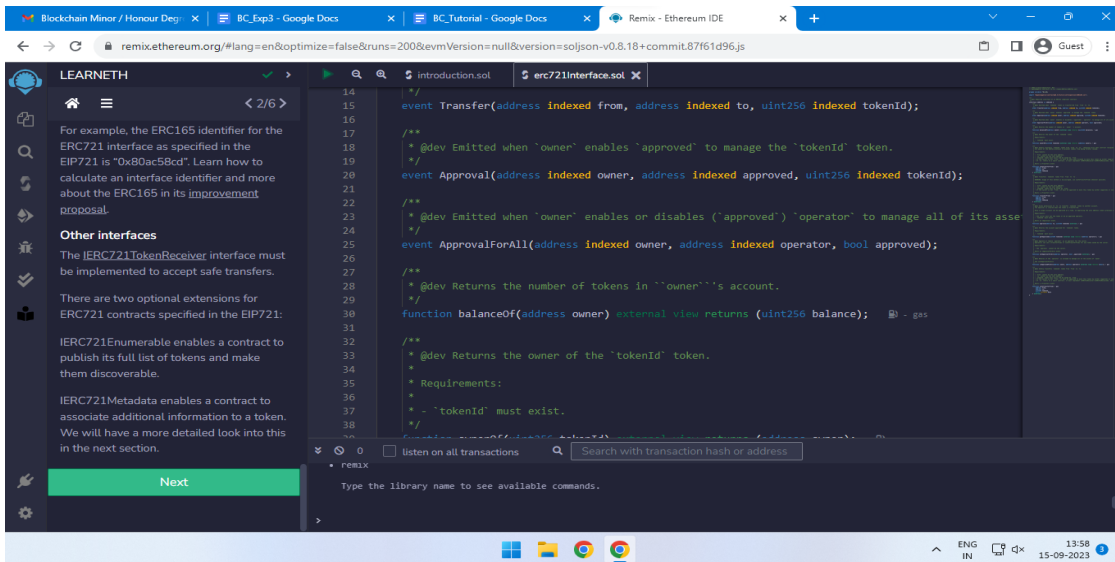 Blockchain Minor / Honour Degr
BC_Exp3 - Google Docs
BC_Tutorial - Google Docs
Remix - Ethereum IDE
remix.ethereum.org/#lang=en&optimize=false&runs=200&evmVersion=null&version=soljson-v0.8.18+commit.87f61d96.js
Guest
LEARNETH
introduction.sol
erc721Interface.sol
2/6
For example, the ERC165 identifier for the
ERC721 interface as specified in the
EIP721 is "0x80ac58cd". Learn how to
calculate an interface identifier and more
about the ERC165 in its improvement
proposal.
Other interfaces
The IERC721TokenReceiver interface must
be implemented to accept safe transfers.
There are two optional extensions for
ERC721 contracts specified in the EIP721:
IERC721Enumerable enables a contract to
publish its full list of tokens and make
them discoverable.
IERC721Metadata enables a contract to
associate additional information to a token.
We will have a more detailed look into this
in the next section.
Next
14 */
15 event Transfer(address indexed from, address indexed to, uint256 indexed tokenId);
16
17 /**
18 * @dev Emitted when `owner` enables `approved` to manage the `tokenId` token.
19 */
20 event Approval(address indexed owner, address indexed approved, uint256 indexed tokenId);
21
22 /**
23 * @dev Emitted when `owner` enables or disables (`approved`) `operator` to manage all of its asse
24 */
25 event ApprovalForAll(address indexed owner, address indexed operator, bool approved);
26
27 /**
28 * @dev Returns the number of tokens in ``owner``'s account.
29 */
30 function balanceOf(address owner) external view returns (uint256 balance); - gas
31
32 /**
33 * @dev Returns the owner of the `tokenId` token.
34 *
35 * Requirements:
36 *
37 * - `tokenId` must exist.
38 */
0
listen on all transactions
Search with transaction hash or address
• remix
Type the library name to see available commands.
>
ENG
IN
13:58
15-09-2023
3